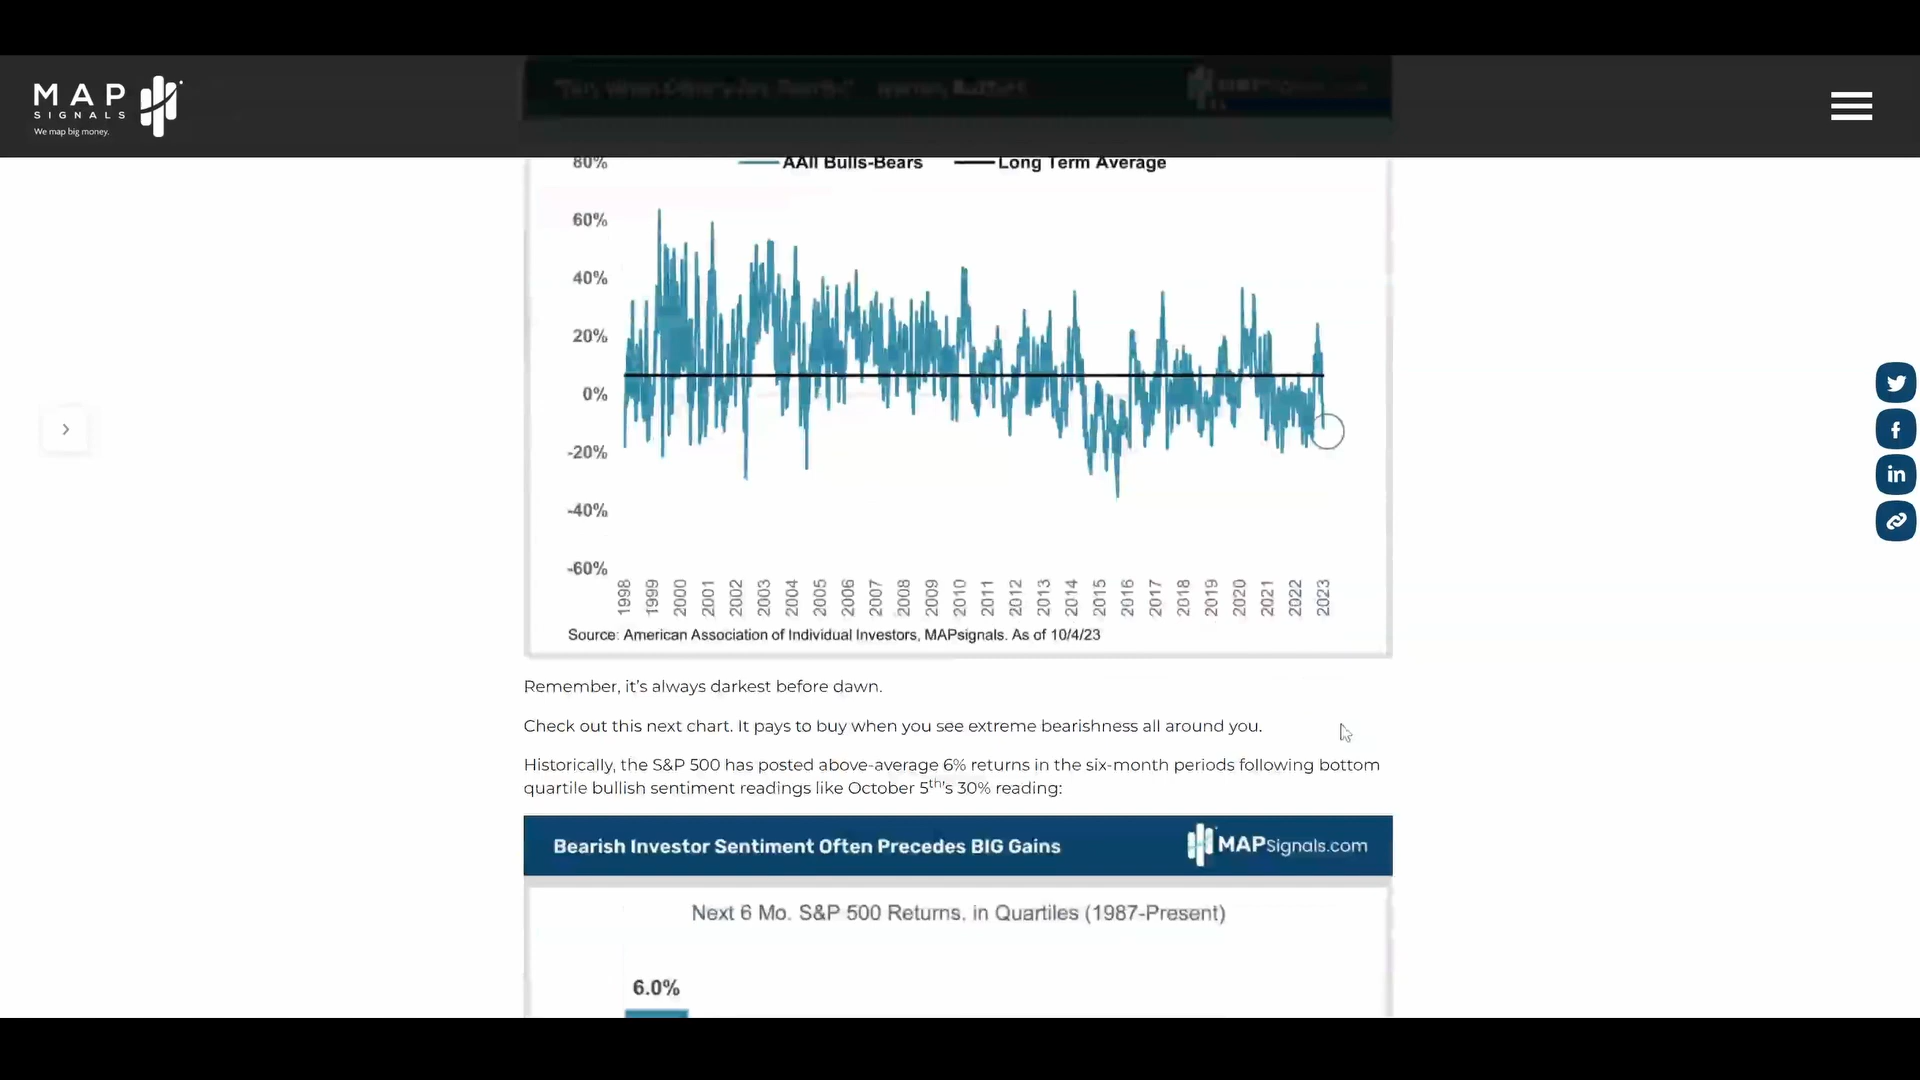 MAP
SIGNALS
We map big money.
80%
AAII Bulls-Bears
Long Term Average
60%
40%
20%
0%
-20%
-40%
-60%
1998 1999 2000 2001 2002 2003 2004 2005 2006 2007 2008 2009 2010 2011 2012 2013 2014 2015 2016 2017 2018 2019 2020 2021 2022 2023
Source: American Association of Individual Investors, MAPsignals. As of 10/4/23
Remember, it's always darkest before dawn.
Check out this next chart. It pays to buy when you see extreme bearishness all around you.
Historically, the S&P 500 has posted above-average 6% returns in the six-month periods following bottom
quartile bullish sentiment readings like October 5th's 30% reading:
Bearish Investor Sentiment Often Precedes BIG Gains
MAPSignals.com
Next 6 Mo. S&P 500 Returns, in Quartiles (1987-Present)
6.0%